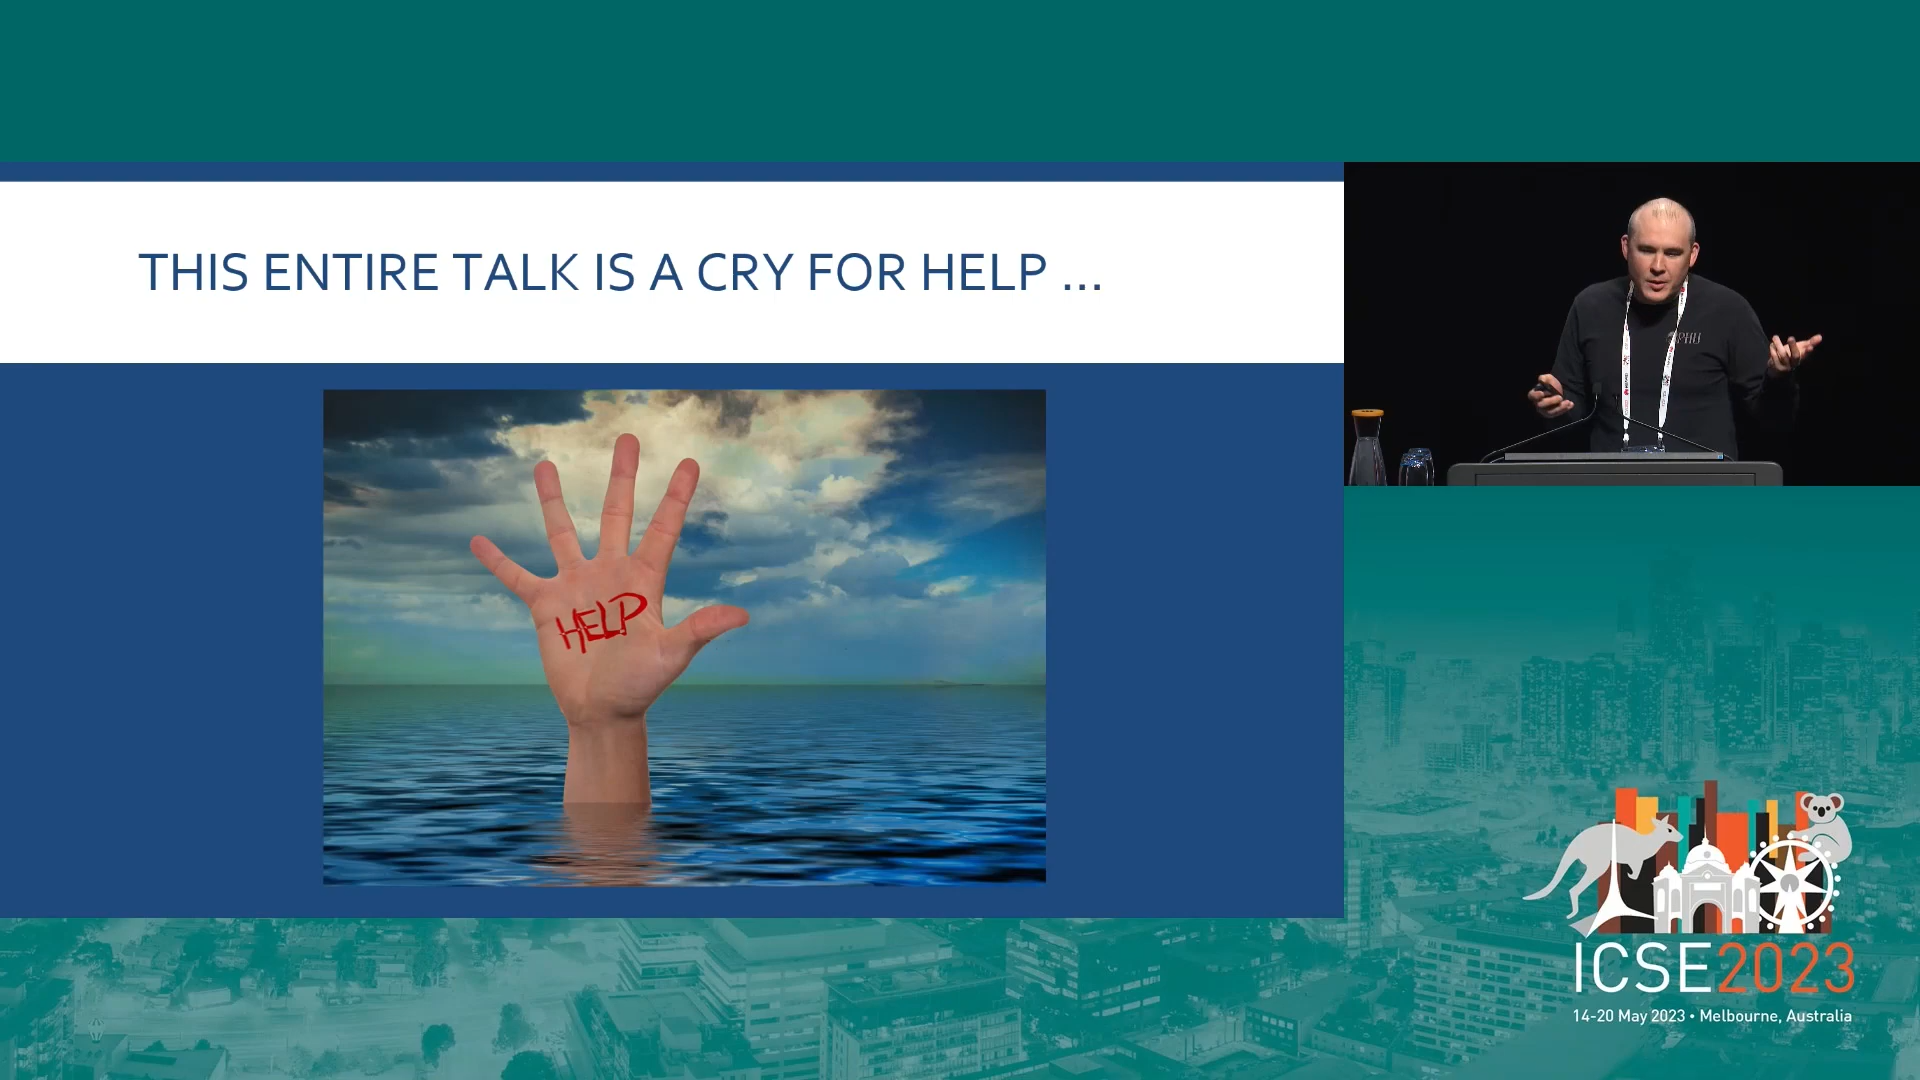 THIS ENTIRE TALK IS A CRY FOR HELP ...
HELP
ICSE2023
14-20 May 2023 • Melbourne, Australia